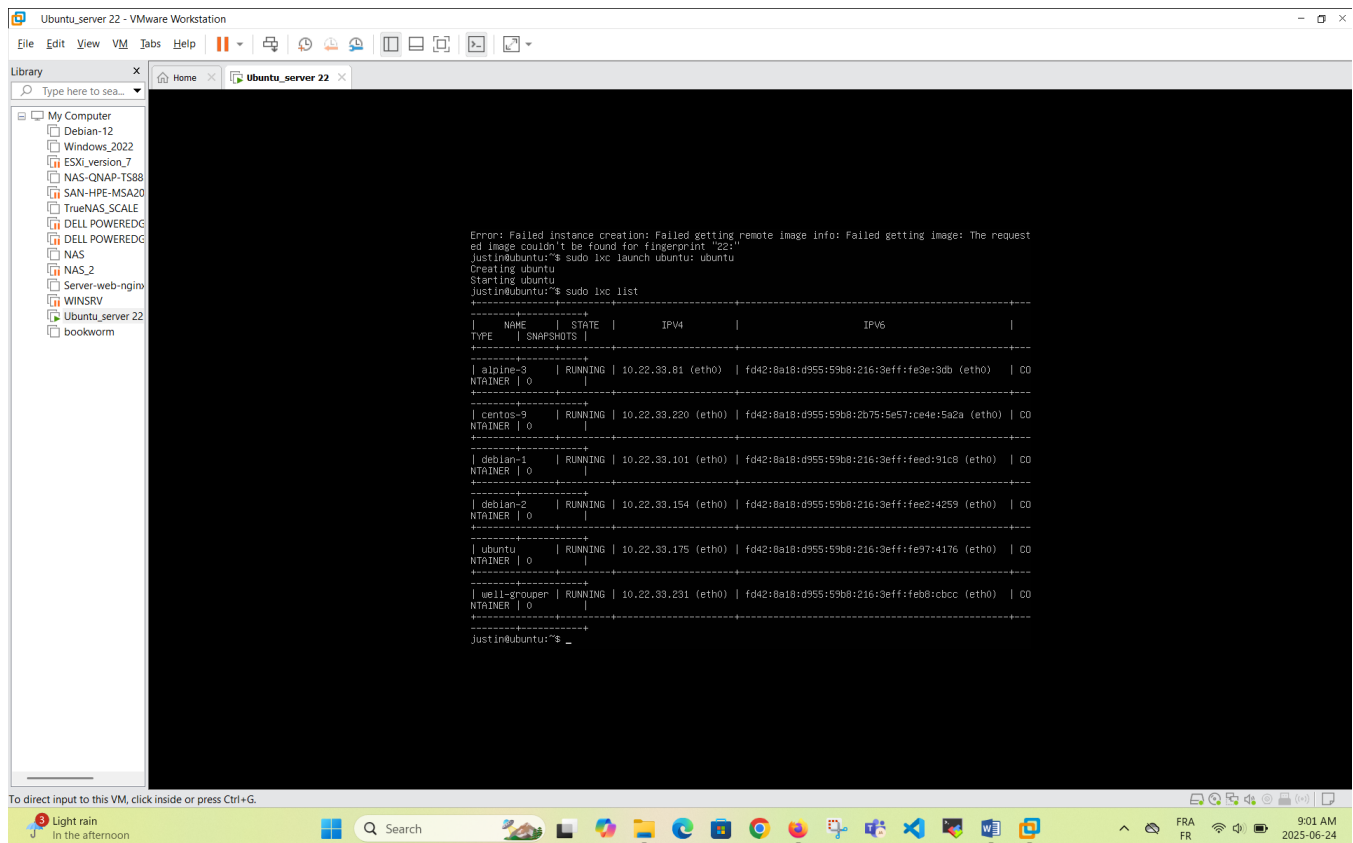 Ubuntu_server 22 - VMware Workstation
File Edit View VM Tabs Help
Library
Type here to sea...
Home
Ubuntu_server 22
My Computer
Debian-12
Windows_2022
ESXi_version_7
NAS-QNAP-TS88
SAN-HPE-MSA20
TrueNAS_SCALE
DELL POWEREDG
DELL POWEREDG
NAS
NAS_2
Server-web-nginx
WINSRV
Ubuntu_server 22
bookworm
Error: Failed instance creation: Failed getting remote image info: Failed getting image: The request
ed image couldn't be found for fingerprint "22:"
justin@ubuntu:~$ sudo lxc launch ubuntu: ubuntu
Creating ubuntu
Starting ubuntu
justin@ubuntu:~$ sudo lxc list
| NAME | STATE | IPV4 | IPV6 |
TYPE | SNAPSHOTS |
| alpine-3 | RUNNING | 10.22.33.81 (eth0) | fd42:8a18:d955:59b8:216:3eff:fe3e:3db (eth0) | CO
NTAINER | 0 |
| centos-9 | RUNNING | 10.22.33.220 (eth0) | fd42:8a18:d955:59b8:2b75:5e57:ce4e:5a2a (eth0) | CO
NTAINER | 0 |
| debian-1 | RUNNING | 10.22.33.101 (eth0) | fd42:8a18:d955:59b8:216:3eff:feed:91c8 (eth0) | CO
NTAINER | 0 |
| debian-2 | RUNNING | 10.22.33.154 (eth0) | fd42:8a18:d955:59b8:216:3eff:fee2:4259 (eth0) | CO
NTAINER | 0 |
| ubuntu | RUNNING | 10.22.33.175 (eth0) | fd42:8a18:d955:59b8:216:3eff:fe97:4176 (eth0) | CO
NTAINER | 0 |
| well-grouper | RUNNING | 10.22.33.231 (eth0) | fd42:8a18:d955:59b8:216:3eff:feb8:cbcc (eth0) | CO
NTAINER | 0 |
justin@ubuntu:~$ _
To direct input to this VM, click inside or press Ctrl+G.
3
Light rain
In the afternoon
Search
FRA
FR
9:01 AM
2025-06-24